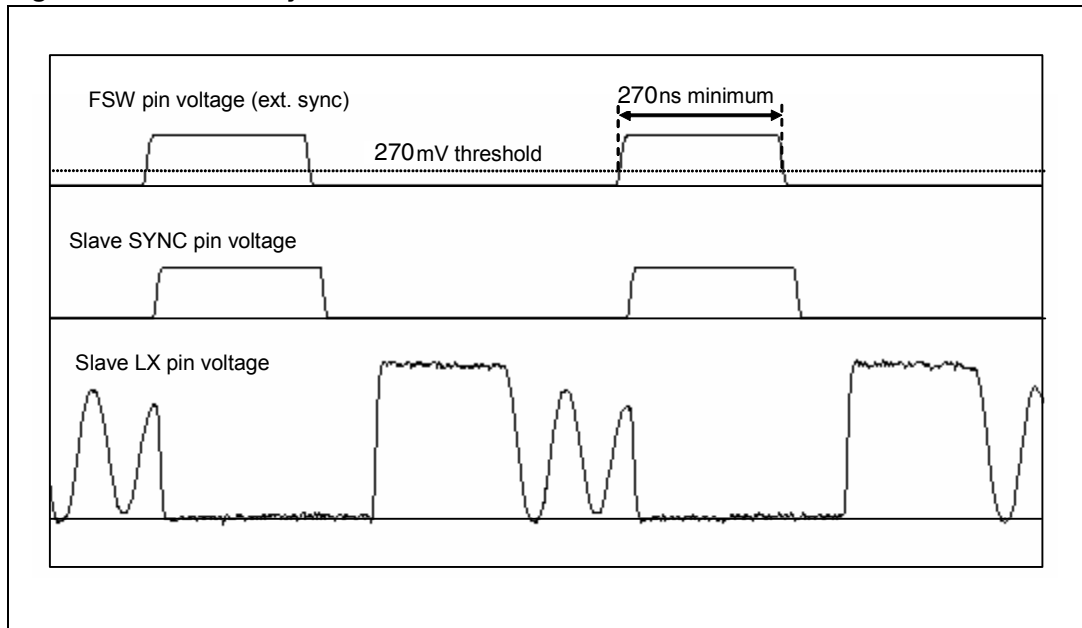 FSW pin voltage (ext. sync)
270ns minimum
270mV threshold
Slave SYNC pin voltage
Slave LX pin voltage